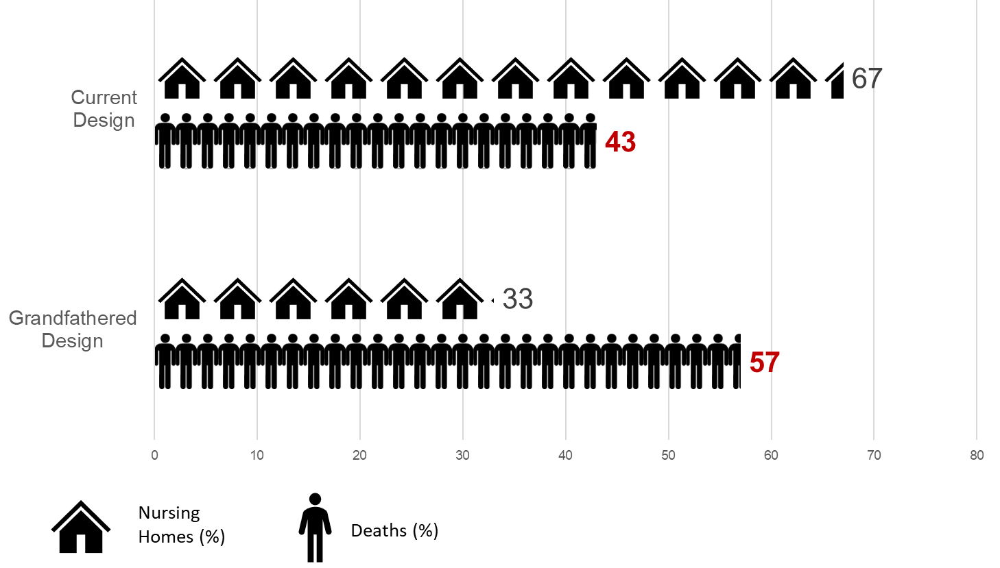 Current
Design
67
43
Grandfathered
Design
33
57
0 10 20 30 40 50 60 70 80
Nursing
Homes (%)
Deaths (%)